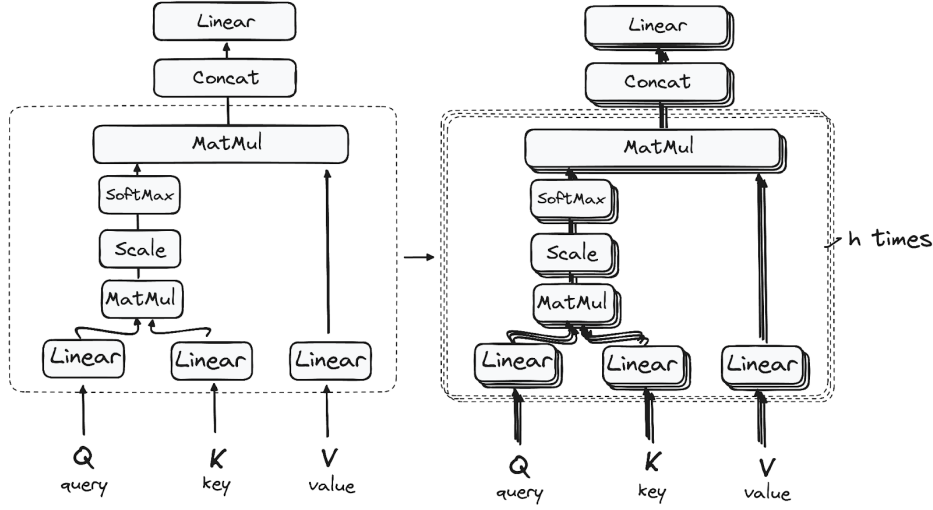 Linear
Concat
MatMul
SoftMax
Scale
MatMul
Linear Linear Linear
Q K V
query key value
Linear
Concat
MatMul
SoftMax
Scale
MatMul
Linear Linear Linear
Q K V
query key value
h times